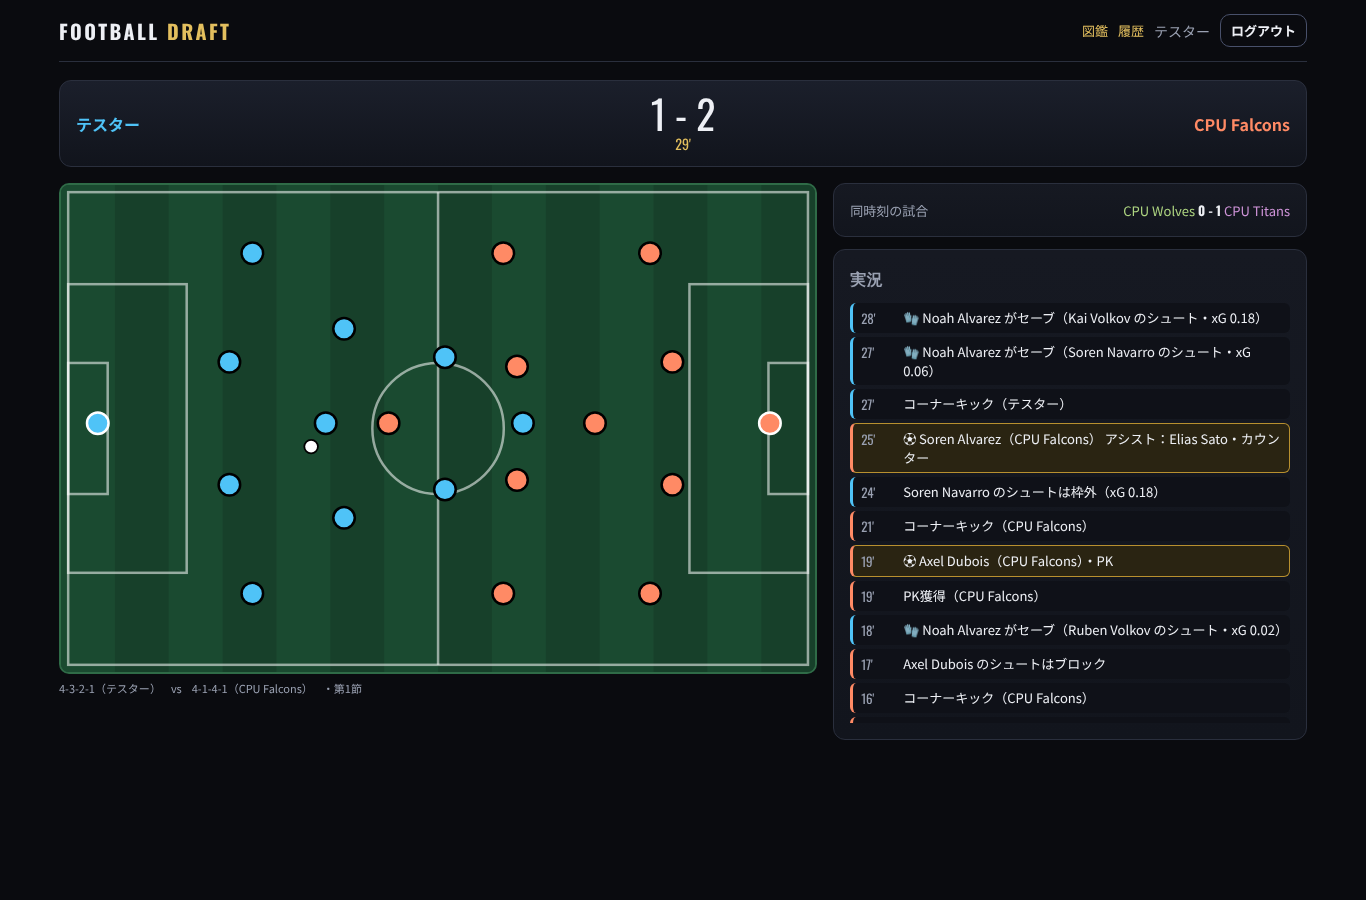 FOOTBALL DRAFT
図鑑 履歴 テスター ログアウト
テスター
1 - 2
29'
CPU Falcons
同時刻の試合
CPU Wolves 0 - 1 CPU Titans
実況
28' 🧤 Noah Alvarez がセーブ（Kai Volkov のシュート・xG 0.18）
27' 🧤 Noah Alvarez がセーブ（Soren Navarro のシュート・xG
0.06）
27' コーナーキック（テスター）
25' ⚽ Soren Alvarez（CPU Falcons） アシスト：Elias Sato・カウン
ター
24' Soren Navarro のシュートは枠外（xG 0.18）
21' コーナーキック（CPU Falcons）
19' ⚽ Axel Dubois（CPU Falcons）・PK
19' PK獲得（CPU Falcons）
18' 🧤 Noah Alvarez がセーブ（Ruben Volkov のシュート・xG 0.02）
17' Axel Dubois のシュートはブロック
16' コーナーキック（CPU Falcons）
4-3-2-1（テスター） vs 4-1-4-1（CPU Falcons） ・第1節